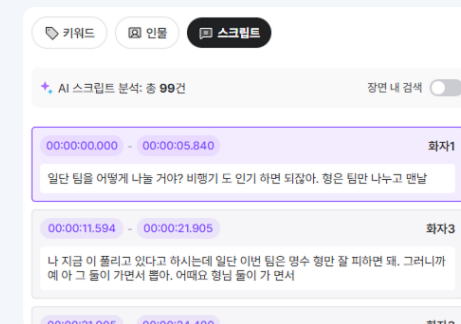 키워드 인물 스크립트
AI 스크립트 분석: 총 99건 장면 내 검색
00:00:00.000 - 00:00:05.840 화자1
일단 팀을 어떻게 나눌 거야? 비행기 도 인기 하면 되잖아. 형은 팀만 나누고 맨날
00:00:11.594 - 00:00:21.905 화자3
나 지금 이 풀리고 있다고 하시는데 일단 이번 팀은 명수 형만 잘 피하면 돼. 그러니까
예 아 그 둘이 가면서 뽑아. 어때요 형님 둘이 가 면서